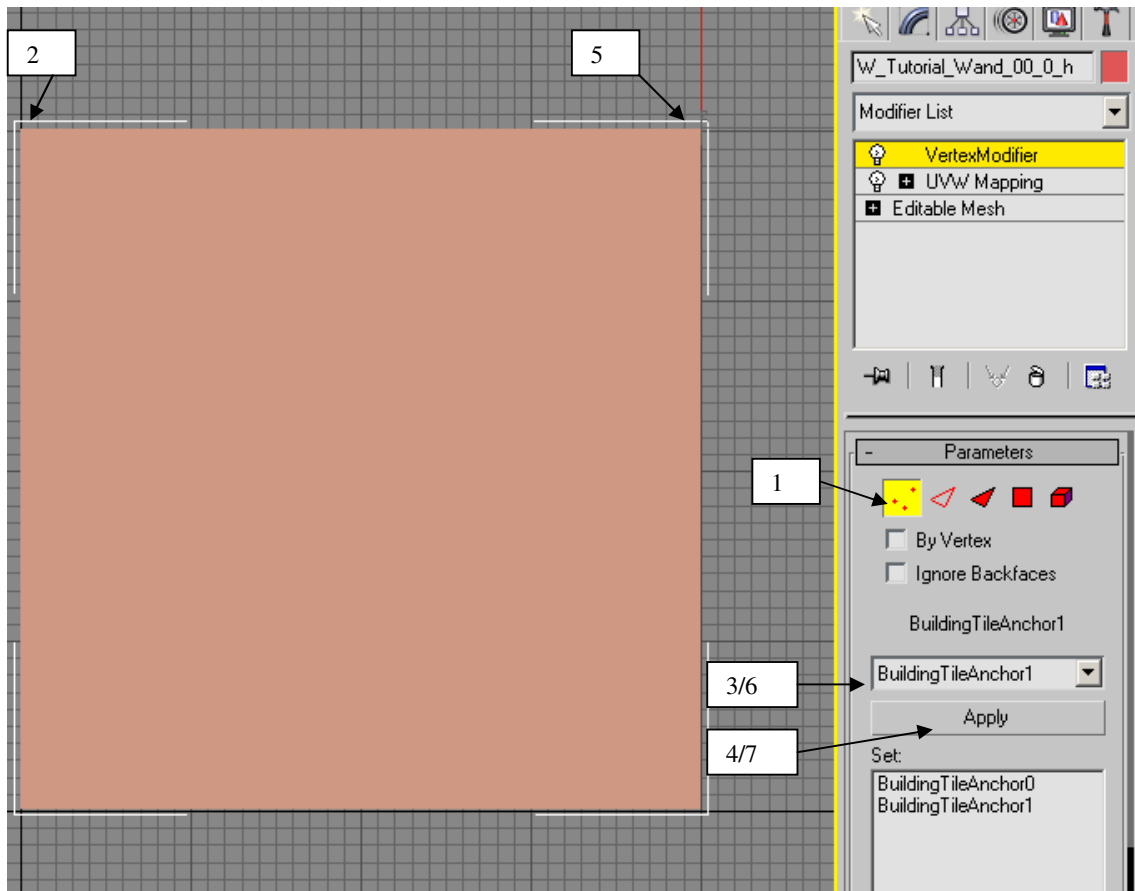 2
5
W_Tutorial_Wand_00_0_h
Modifier List
VertexModifier
UVW Mapping
Editable Mesh
- Parameters
1
By Vertex
Ignore Backfaces
BuildingTileAnchor1
BuildingTileAnchor1
3/6
Apply
4/7
Set:
BuildingTileAnchor0
BuildingTileAnchor1